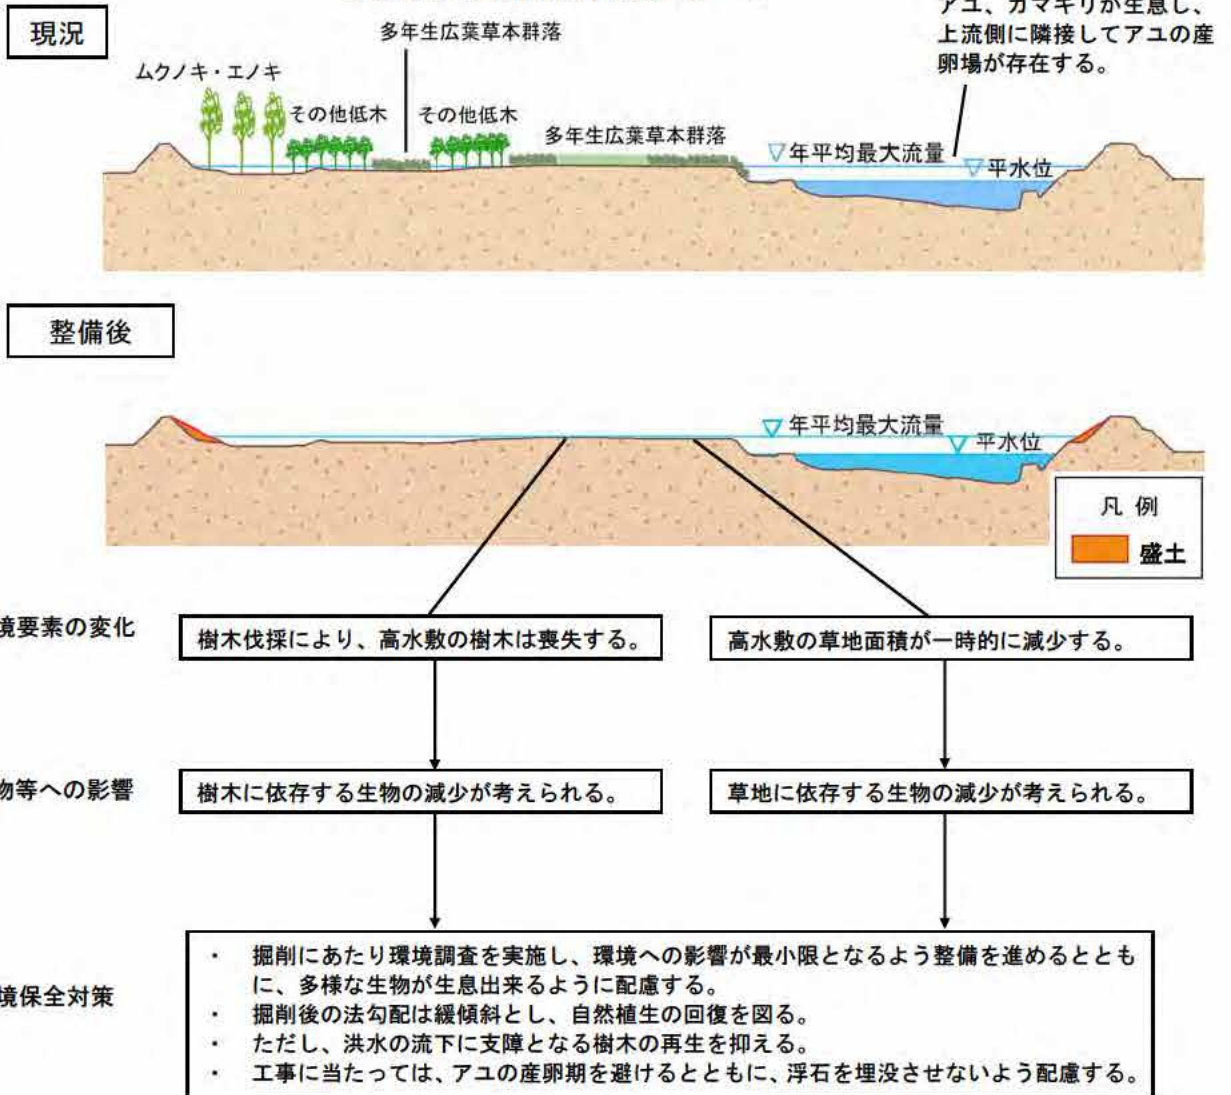 アユ、カマキリが生息し、
上流側に隣接してアユの産
卵場が存在する。
現況
多年生広葉草本群落
ムクノキ・エノキ
その他低木
その他低木
多年生広葉草本群落
▽年平均最大流量
▽平水位
整備後
▽年平均最大流量
▽平水位
凡 例
盛土
境要素の変化
樹木伐採により、高水敷の樹木は喪失する。
高水敷の草地面積が一時的に減少する。
物等への影響
樹木に依存する生物の減少が考えられる。
草地に依存する生物の減少が考えられる。
境保全対策
・ 掘削にあたり環境調査を実施し、環境への影響が最小限となるよう整備を進めるととも
に、多様な生物が生息出来るように配慮する。
・ 掘削後の法勾配は緩傾斜とし、自然植生の回復を図る。
・ ただし、洪水の流下に支障となる樹木の再生を抑える。
・ 工事に当たっては、アユの産卵期を避けるとともに、浮石を埋没させないよう配慮する。